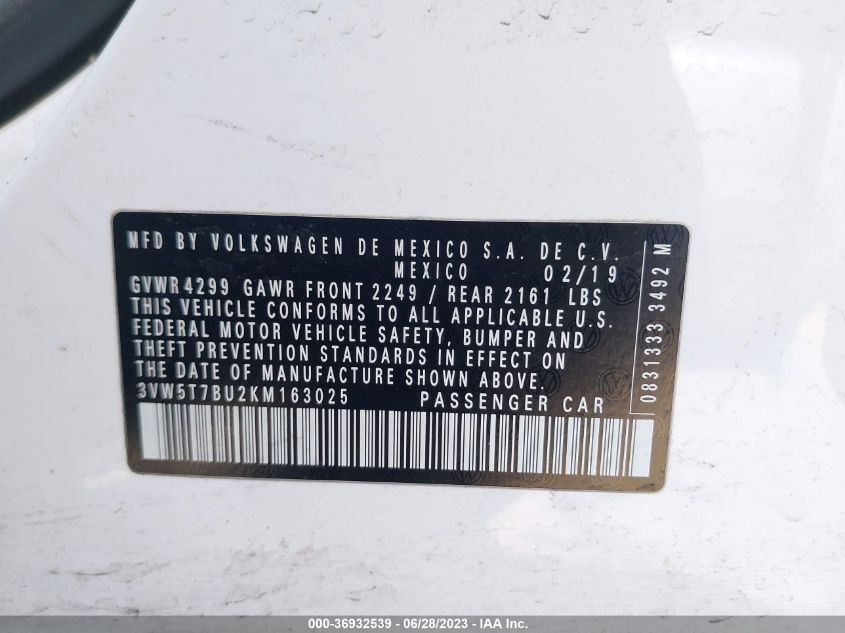 MFD BY VOLKSWAGEN DE MEXICO S.A. DE C.V.
MEXICO 02/19
GVWR 4299 GAWR FRONT 2249 / REAR 2161 LBS
THIS VEHICLE CONFORMS TO ALL APPLICABLE U.S.
FEDERAL MOTOR VEHICLE SAFETY, BUMPER AND
THEFT PREVENTION STANDARDS IN EFFECT ON
THE DATE OF MANUFACTURE SHOWN ABOVE.
3VW5T7BU2KM163025 PASSENGER CAR
0831333 3492 M
000-36932539 - 06/28/2023 - IAA Inc.